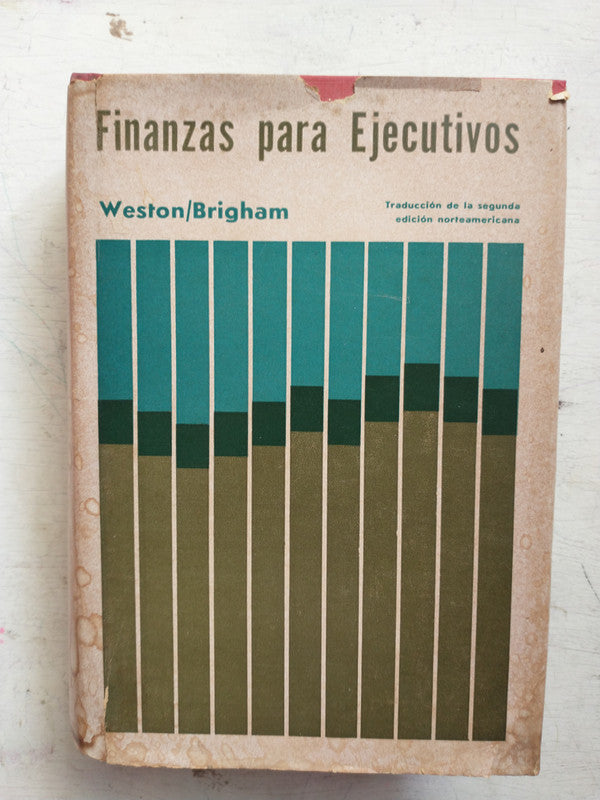 Finanzas para Ejecutivos
Weston/Brigham
Traducción de la segunda
edición norteamericana